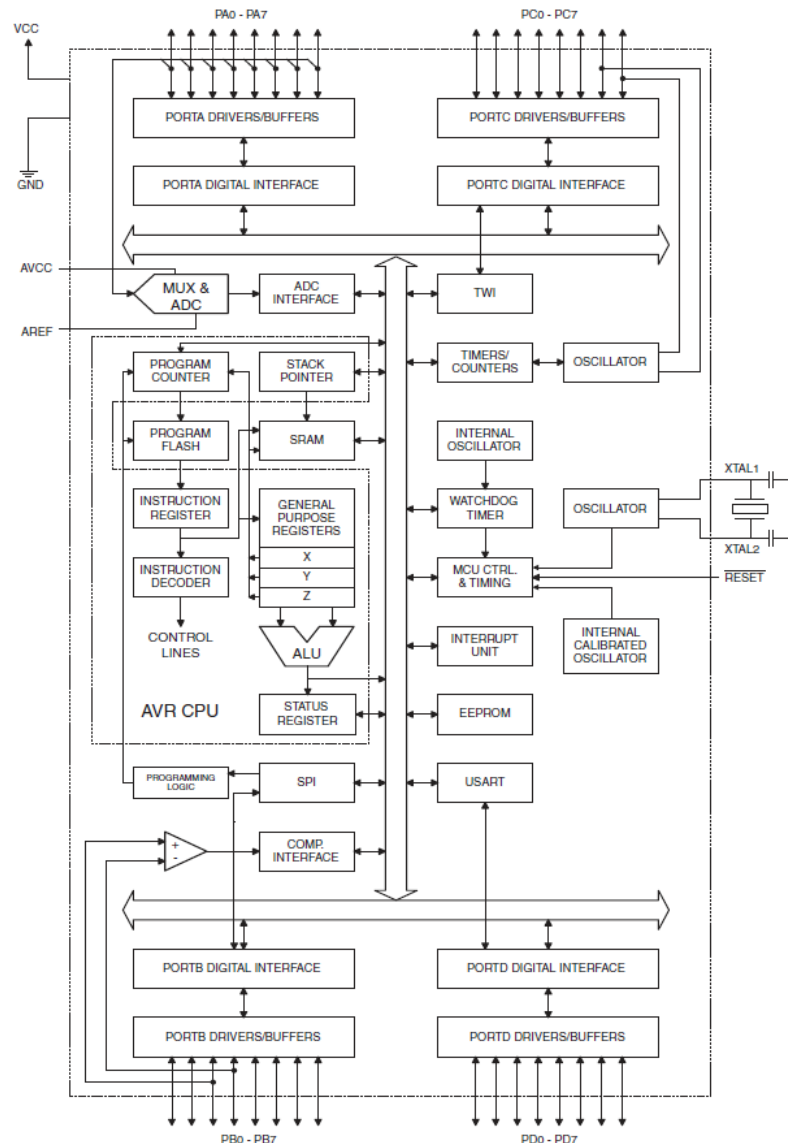 PA0 - PA7
PC0 - PC7
VCC
PORTA DRIVERS/BUFFERS
PORTC DRIVERS/BUFFERS
PORTA DIGITAL INTERFACE
PORTC DIGITAL INTERFACE
GND
AVCC
MUX &
ADC
ADC
INTERFACE
TWI
AREF
PROGRAM
COUNTER
STACK
POINTER
TIMERS/
COUNTERS
OSCILLATOR
PROGRAM
FLASH
SRAM
INTERNAL
OSCILLATOR
XTAL1
INSTRUCTION
REGISTER
GENERAL
PURPOSE
REGISTERS
WATCHDOG
TIMER
OSCILLATOR
XTAL2
X
Y
Z
INSTRUCTION
DECODER
MCU CTRL.
& TIMING
RESET
CONTROL
LINES
ALU
INTERRUPT
UNIT
INTERNAL
CALIBRATED
OSCILLATOR
AVR CPU
STATUS
REGISTER
EEPROM
PROGRAMMING
LOGIC
SPI
USART
+
-
COMP.
INTERFACE
PORTB DIGITAL INTERFACE
PORTD DIGITAL INTERFACE
PORTB DRIVERS/BUFFERS
PORTD DRIVERS/BUFFERS
PB0 - PB7
PD0 - PD7